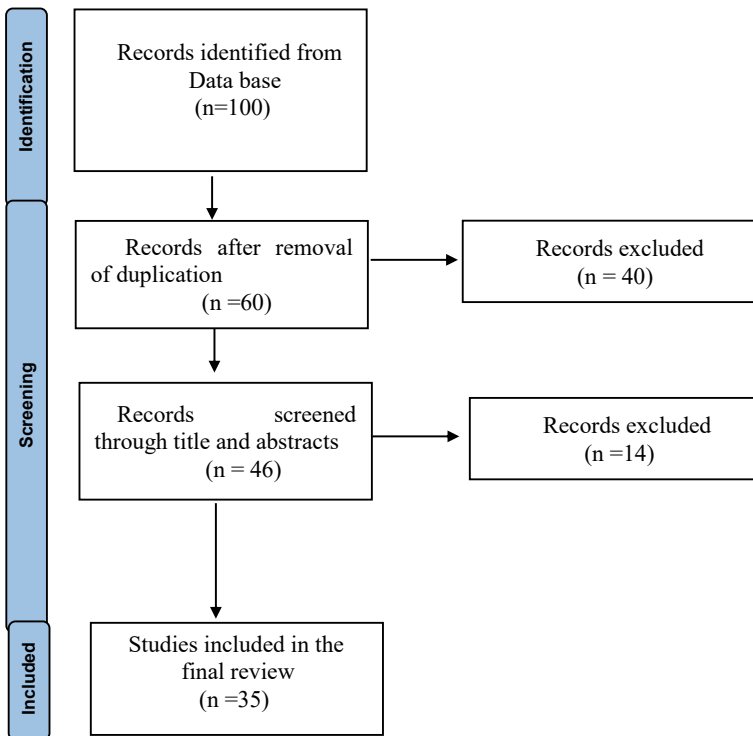 Identification
Records identified from
Data base
(n=100)
Screening
Records after removal
of duplication
(n =60)
Records excluded
(n = 40)
Records screened
through title and abstracts
(n = 46)
Records excluded
(n =14)
Included
Studies included in the
final review
(n =35)